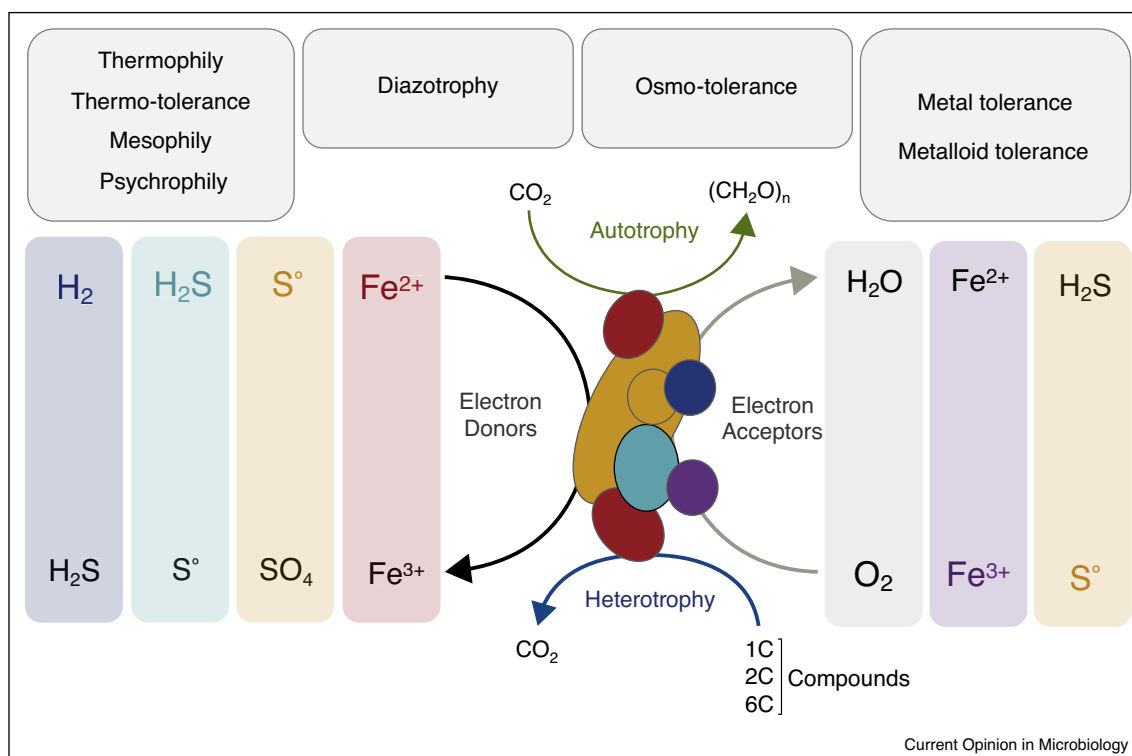 Thermophily
Thermo-tolerance
Mesophily
Psychrophily
Diazotrophy
Osmo-tolerance
Metal tolerance
Metalloid tolerance
CO₂
(CH₂O)ₙ
Autotrophy
H₂
H₂S
S°
Fe²⁺
H₂O
Fe²⁺
H₂S
Electron
Donors
Electron
Acceptors
H₂S
S°
SO₄
Fe³⁺
O₂
Fe³⁺
S°
Heterotrophy
CO₂
1C
2C
6C
Compounds
Current Opinion in Microbiology